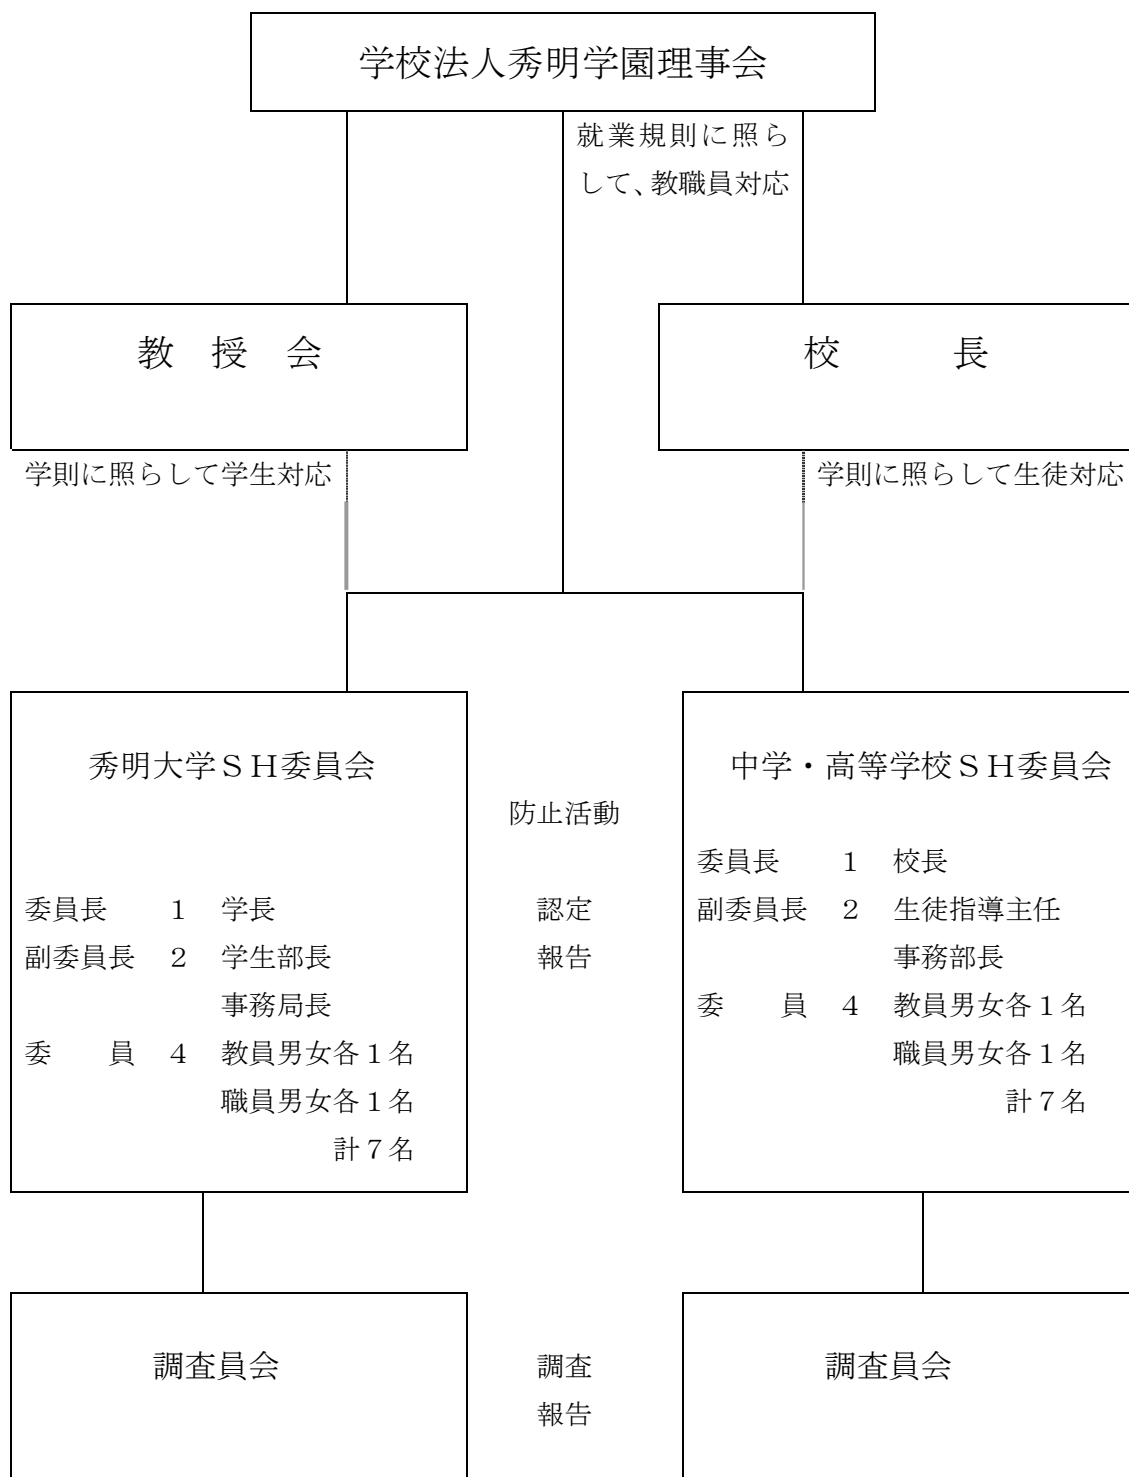 学校法人秀明学園理事会
就業規則に照ら
して、教職員対応
教　授　会
校　　　長
学則に照らして学生対応
学則に照らして生徒対応
秀明大学ＳＨ委員会
委員長　１　学長
副委員長　２　学生部長
事務局長
委　　員　４　教員男女各１名
職員男女各１名
計７名
防止活動
認定
報告
中学・高等学校ＳＨ委員会
委員長　１　校長
副委員長　２　生徒指導主任
事務部長
委　　員　４　教員男女各１名
職員男女各１名
計７名
調査員会
調査
報告
調査員会